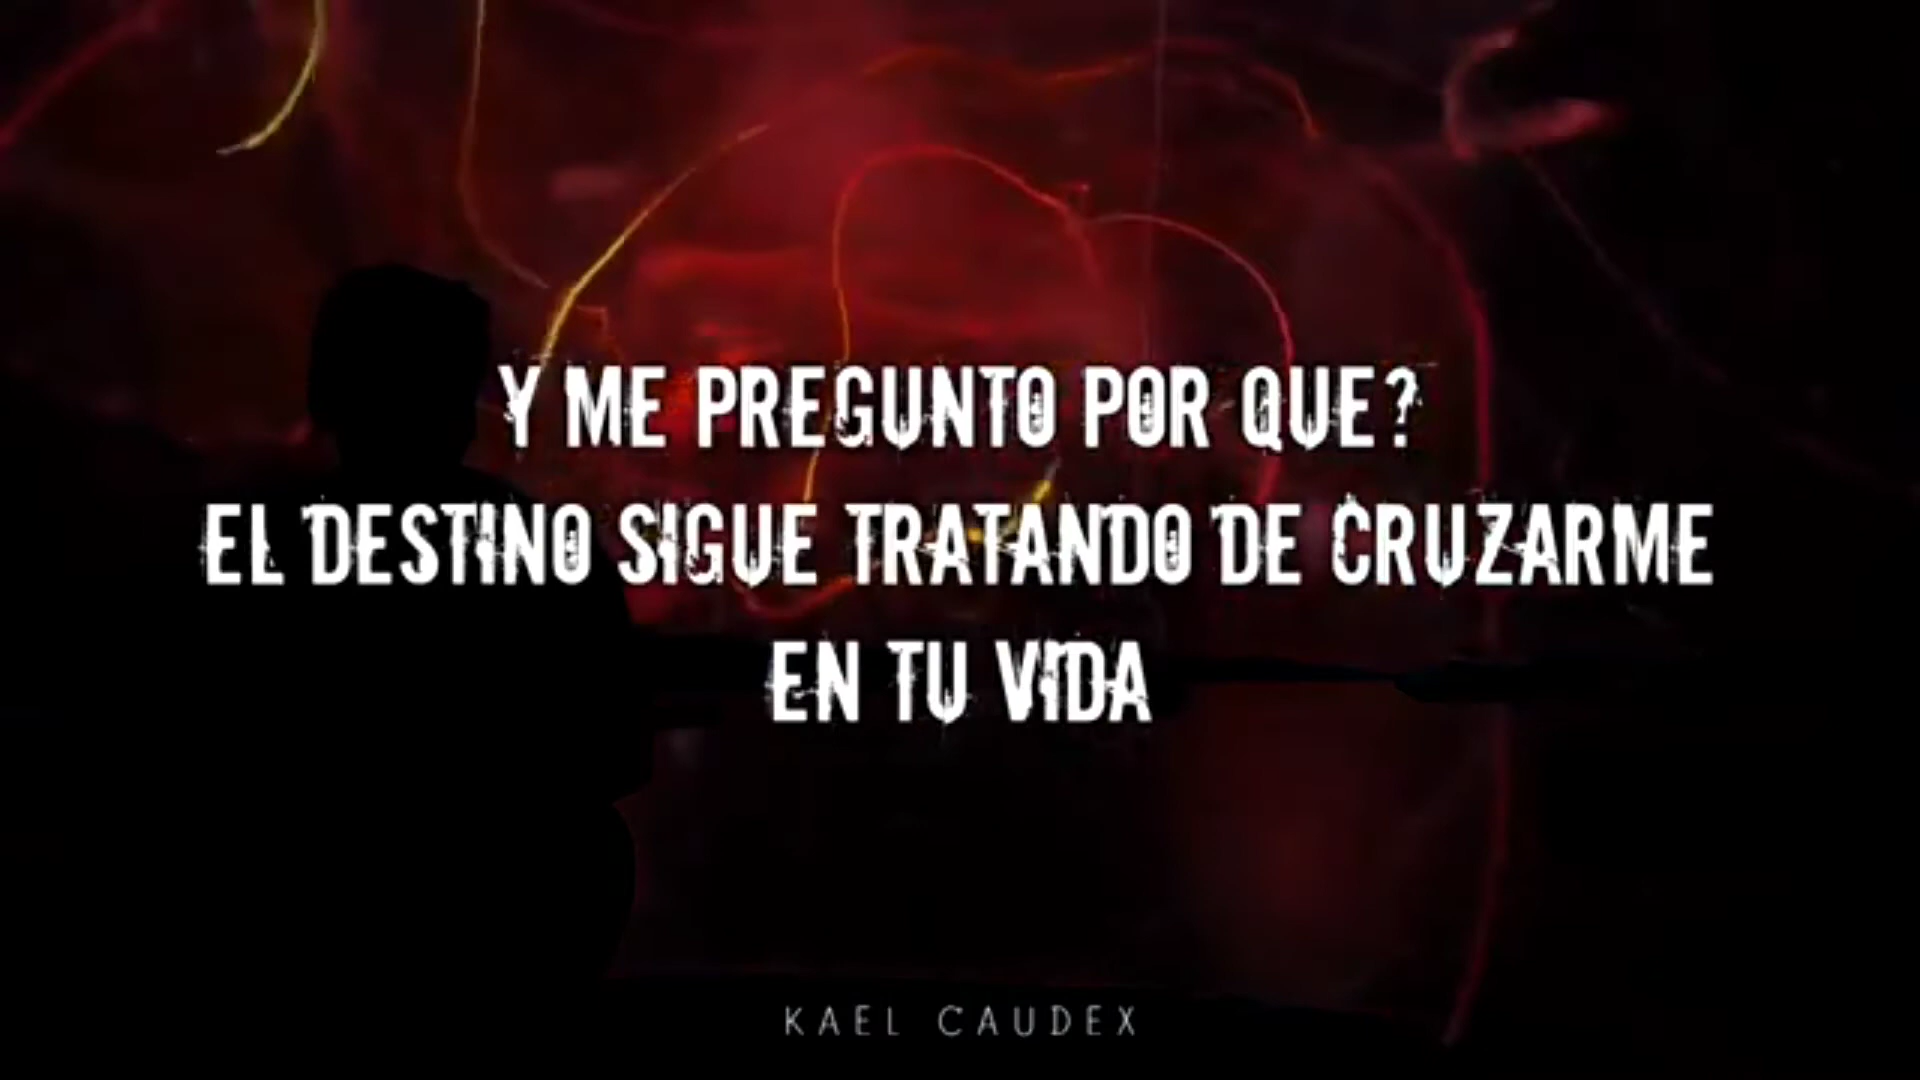 Y ME PREGUNTO POR QUE?
EL DESTINO SIGUE TRATANDO DE CRUZARME
EN TU VIDA
KAEL CAUDEX